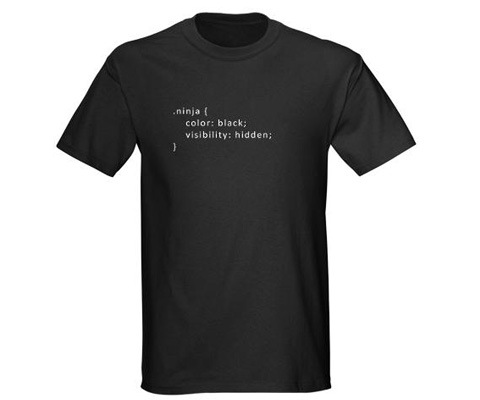 .ninja {
color: black;
visibility: hidden;
}